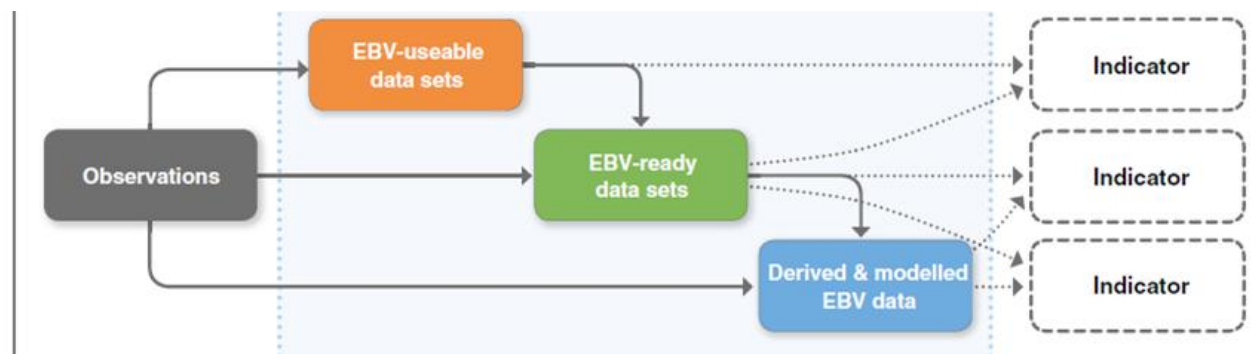 EBV-useable
data sets
Indicator
Observations
EBV-ready
data sets
Indicator
Derived & modelled
EBV data
Indicator